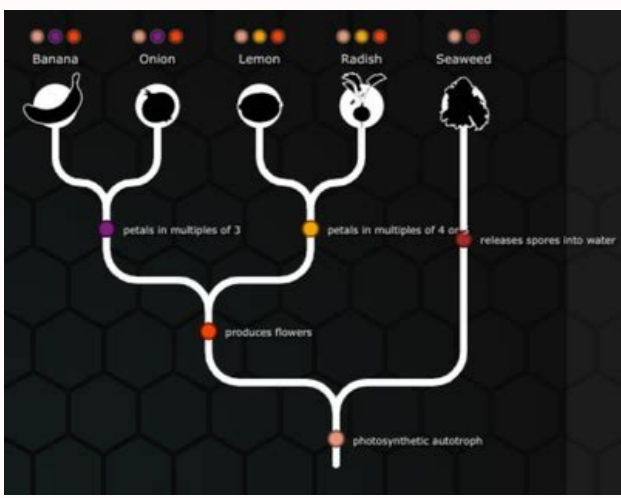 Banana Onion Lemon Radish Seaweed
petals in multiples of 3
petals in multiples of 4 or
releases spores into water
produces flowers
photosynthetic autotroph